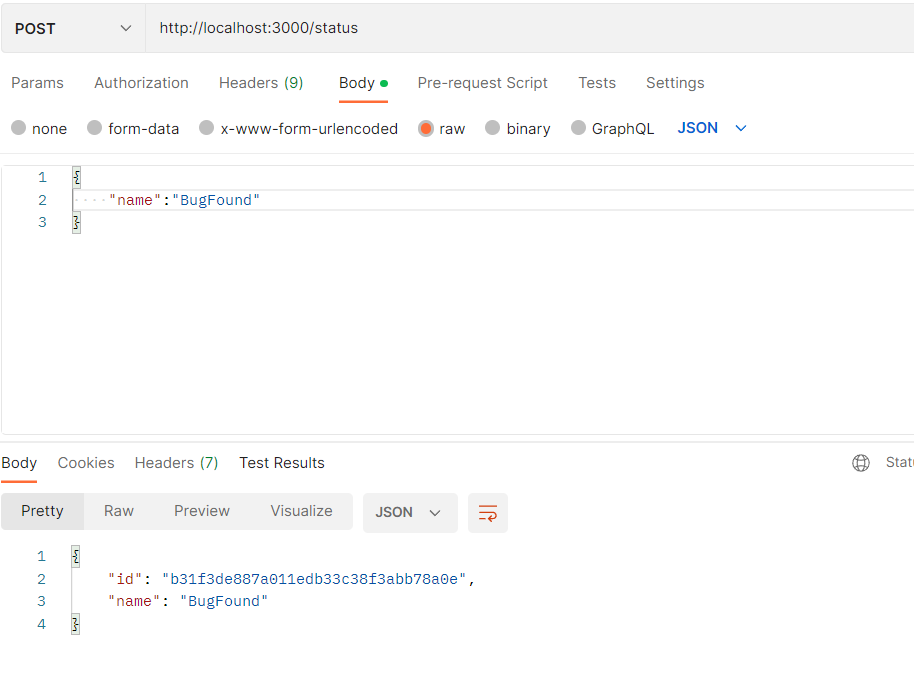 POST http://localhost:3000/status
Params Authorization Headers (9) Body Pre-request Script Tests Settings
none form-data x-www-form-urlencoded raw binary GraphQL JSON
1 {
2 "name":"BugFound"
3 }
Body Cookies Headers (7) Test Results Stat
Pretty Raw Preview Visualize JSON
1 {
2 "id": "b31f3de887a011edb33c38f3abb78a0e",
3 "name": "BugFound"
4 }